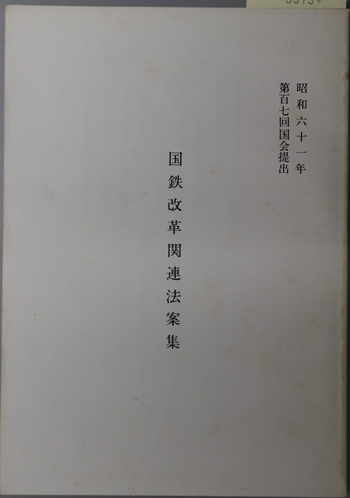 昭和六十一年
第百七回国会提出
国鉄改革関連法案集